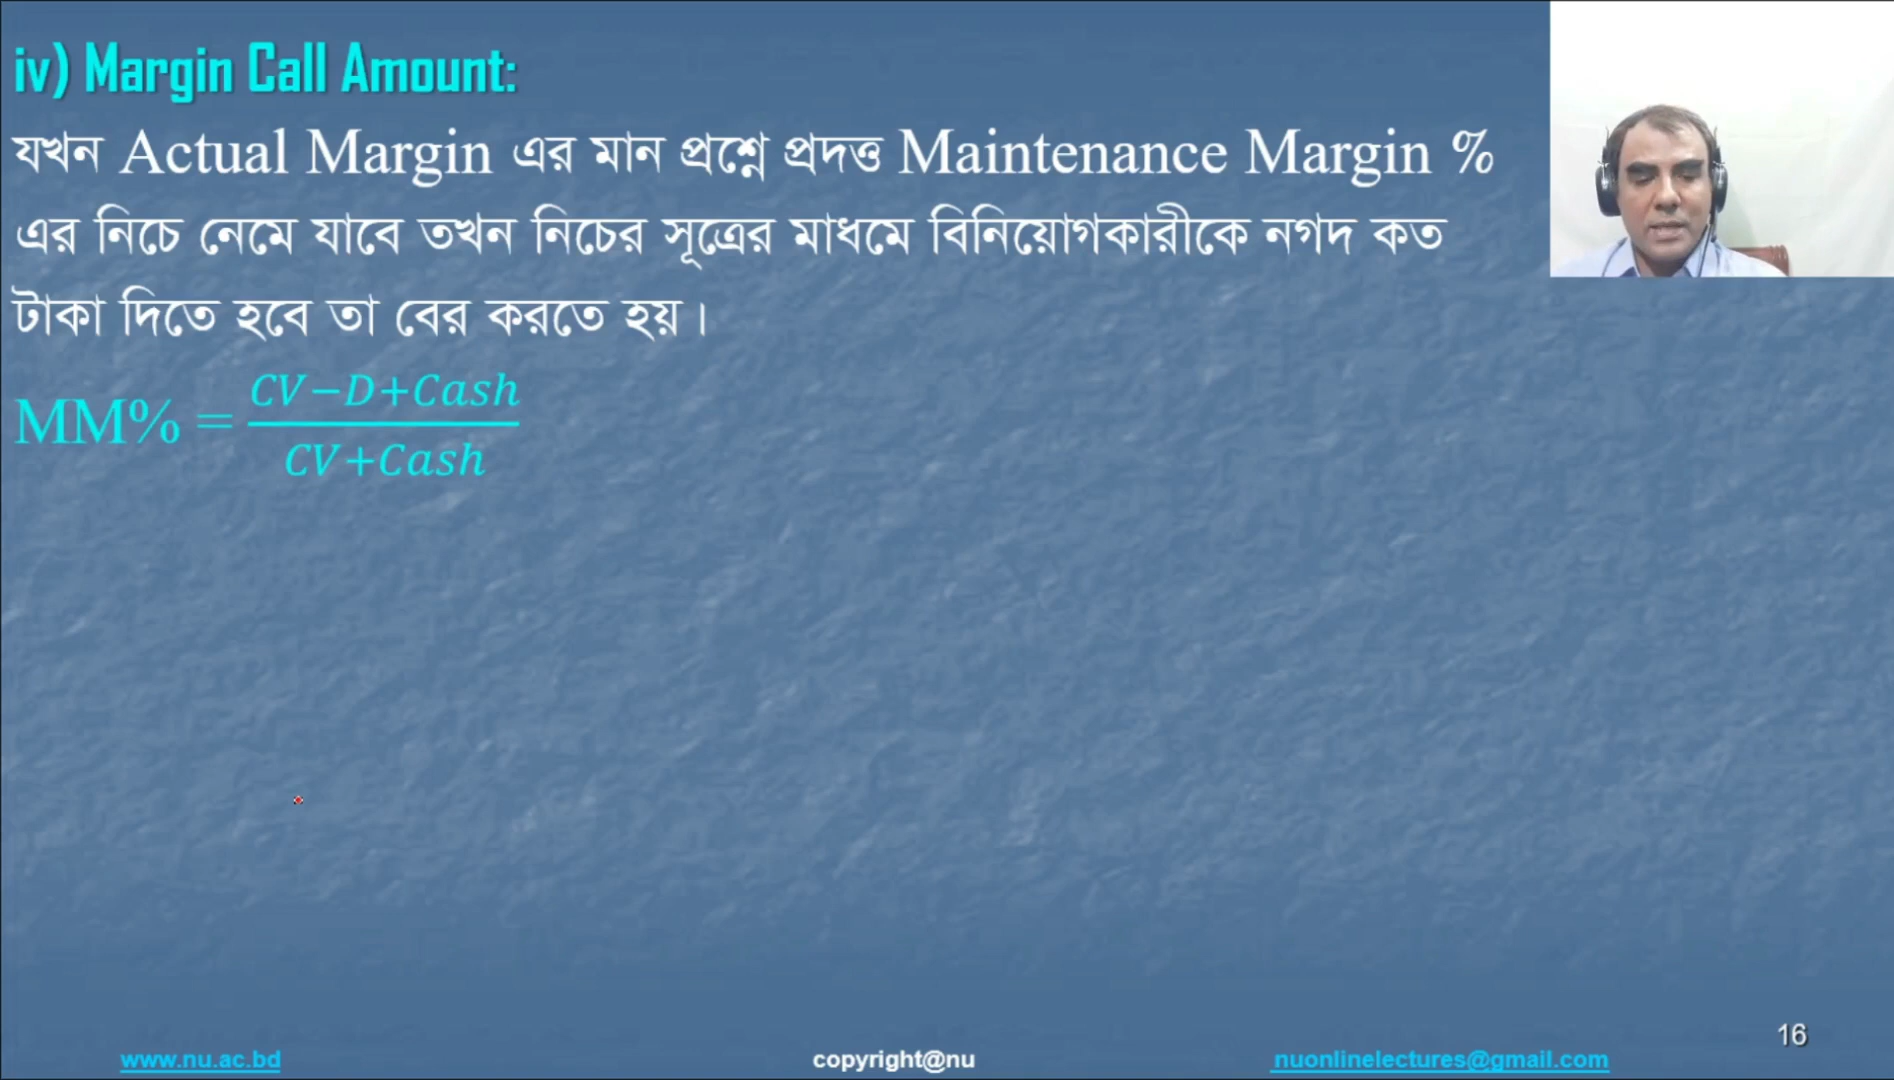 iv) Margin Call Amount:
যখন Actual Margin এর মান প্রশ্নে প্রদত্ত Maintenance Margin %
এর নিচে নেমে যাবে তখন নিচের সূত্রের মাধমে বিনিয়োগকারীকে নগদ কত
টাকা দিতে হবে তা বের করতে হয়।
MM% = \frac{CV-D+Cash}{CV+Cash}
16
www.nu.ac.bd copyright@nu nuonlinelectures@gmail.com